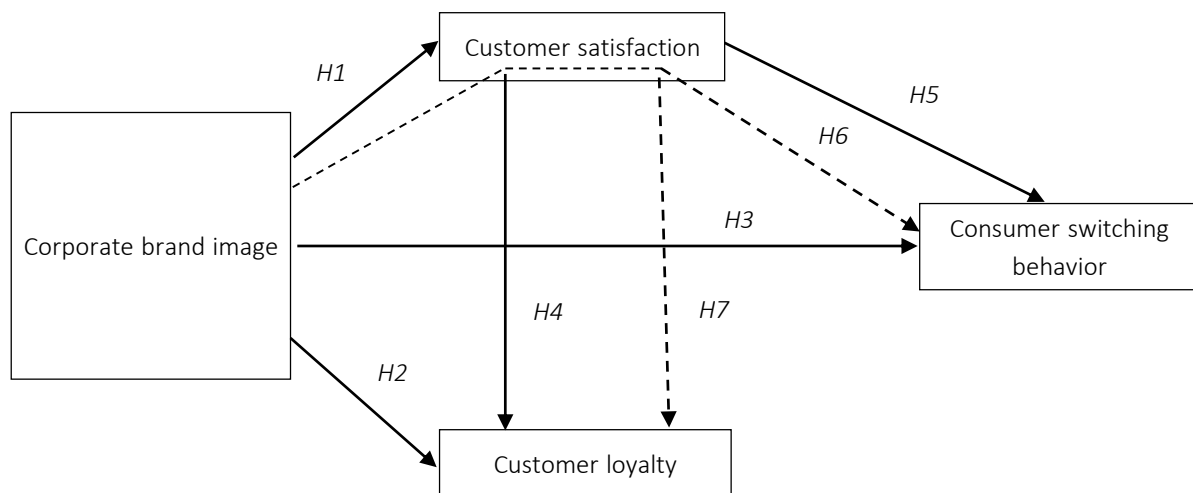 Customer satisfaction
H1
H5
H6
Corporate brand image
H3
Consumer switching
behavior
H4
H7
H2
Customer loyalty